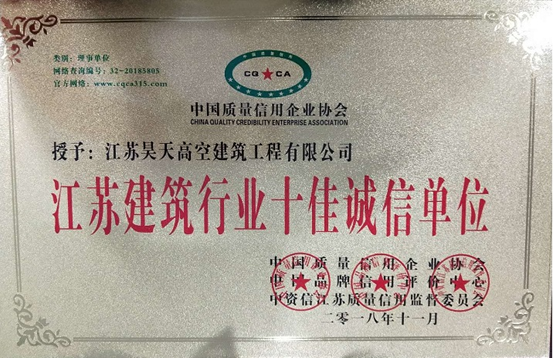 类别：理事单位
网络查询编号：32-20185805
官方网络：www.cqca315.com
CQ★CA
中国质量信用企业协会
CHINA QUALITY CREDIBILITY ENTERPRISE ASSOCIATION
授予：江苏昊天高空建筑工程有限公司
江苏建筑行业十佳诚信单位
中国质量信用企业协会
中国品牌信用评价中心
中资信江苏质量信用监督委员会
二零一八年十一月